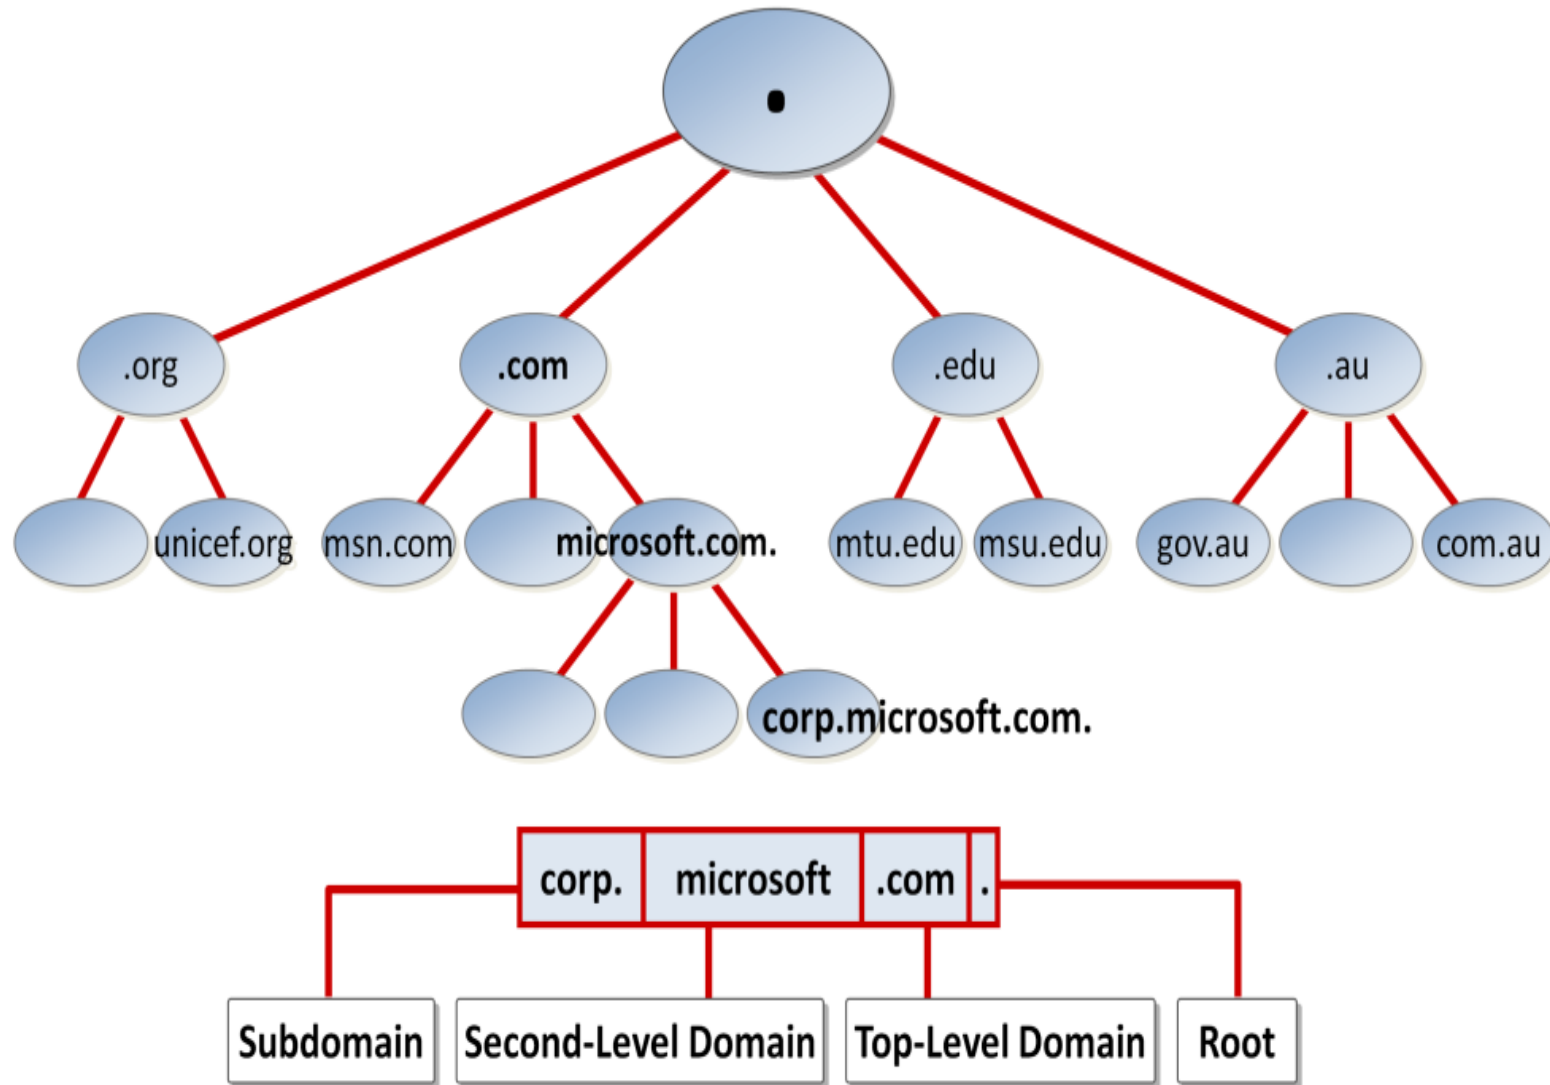 .
.org .com .edu .au
unicef.org msn.com microsoft.com. mtu.edu msu.edu gov.au com.au
corp.microsoft.com.
corp. microsoft .com .
Subdomain Second-Level Domain Top-Level Domain Root